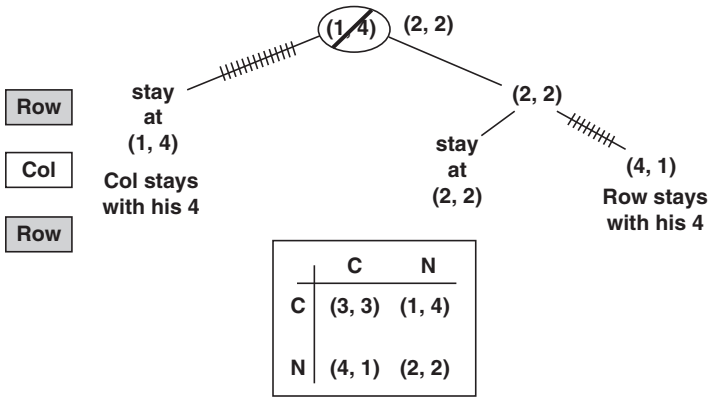 (1, 4) (2, 2)
Row
stay
at
(1, 4)
(2, 2)
Col
Col stays
with his 4
stay
at
(2, 2)
(4, 1)
Row stays
with his 4
Row
C N
C (3, 3) (1, 4)
N (4, 1) (2, 2)